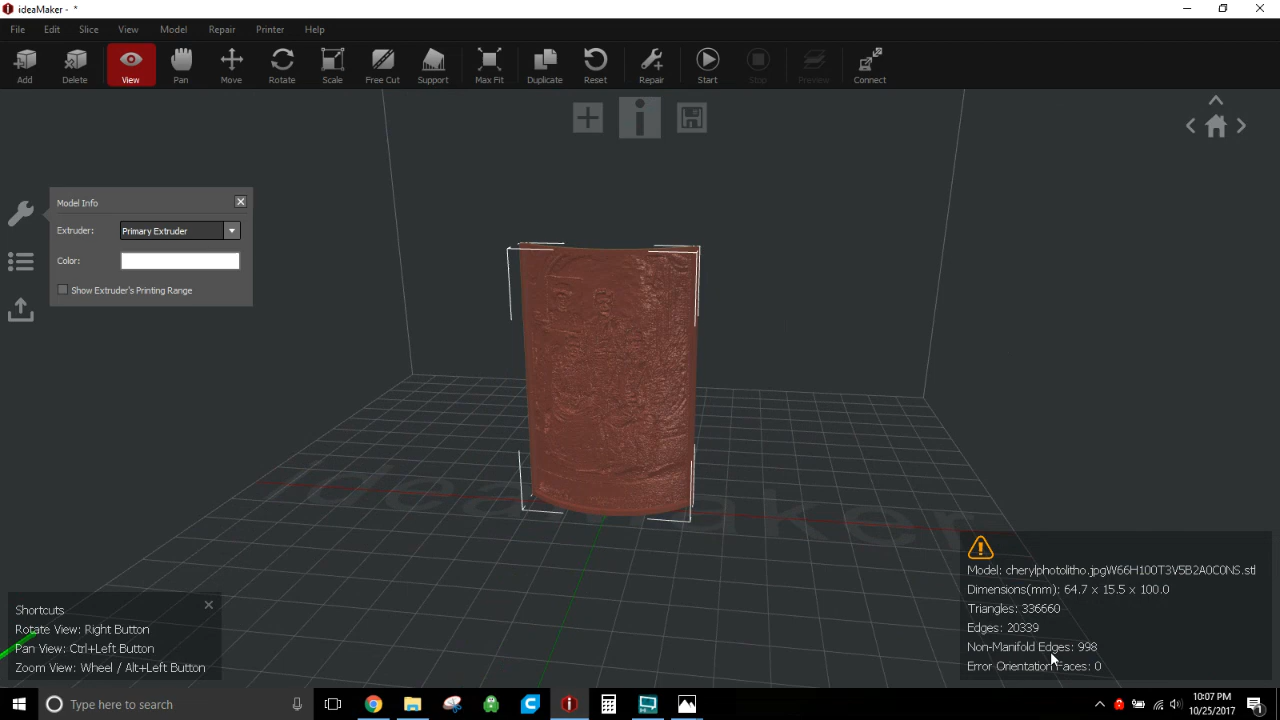 ideaMaker - *
File Edit Slice View Model Repair Printer Help
Add Delete View Pan Move Rotate Scale Free Cut Support Max Fit Duplicate Reset Repair Start Stop Preview Connect
Model Info
Extruder: Primary Extruder
Color:
Show Extruder's Printing Range
ideaMaker
Shortcuts
Rotate View: Right Button
Pan View: Ctrl+Left Button
Zoom View: Wheel / Alt+Left Button
Model: cherylphotolitho.jpgW66H100T3V5B2A0C0NS.stl
Dimensions(mm): 64.7 x 15.5 x 100.0
Triangles: 336660
Edges: 20339
Non-Manifold Edges: 998
Error Orientation Faces: 0
Type here to search
10:07 PM
10/25/2017
1